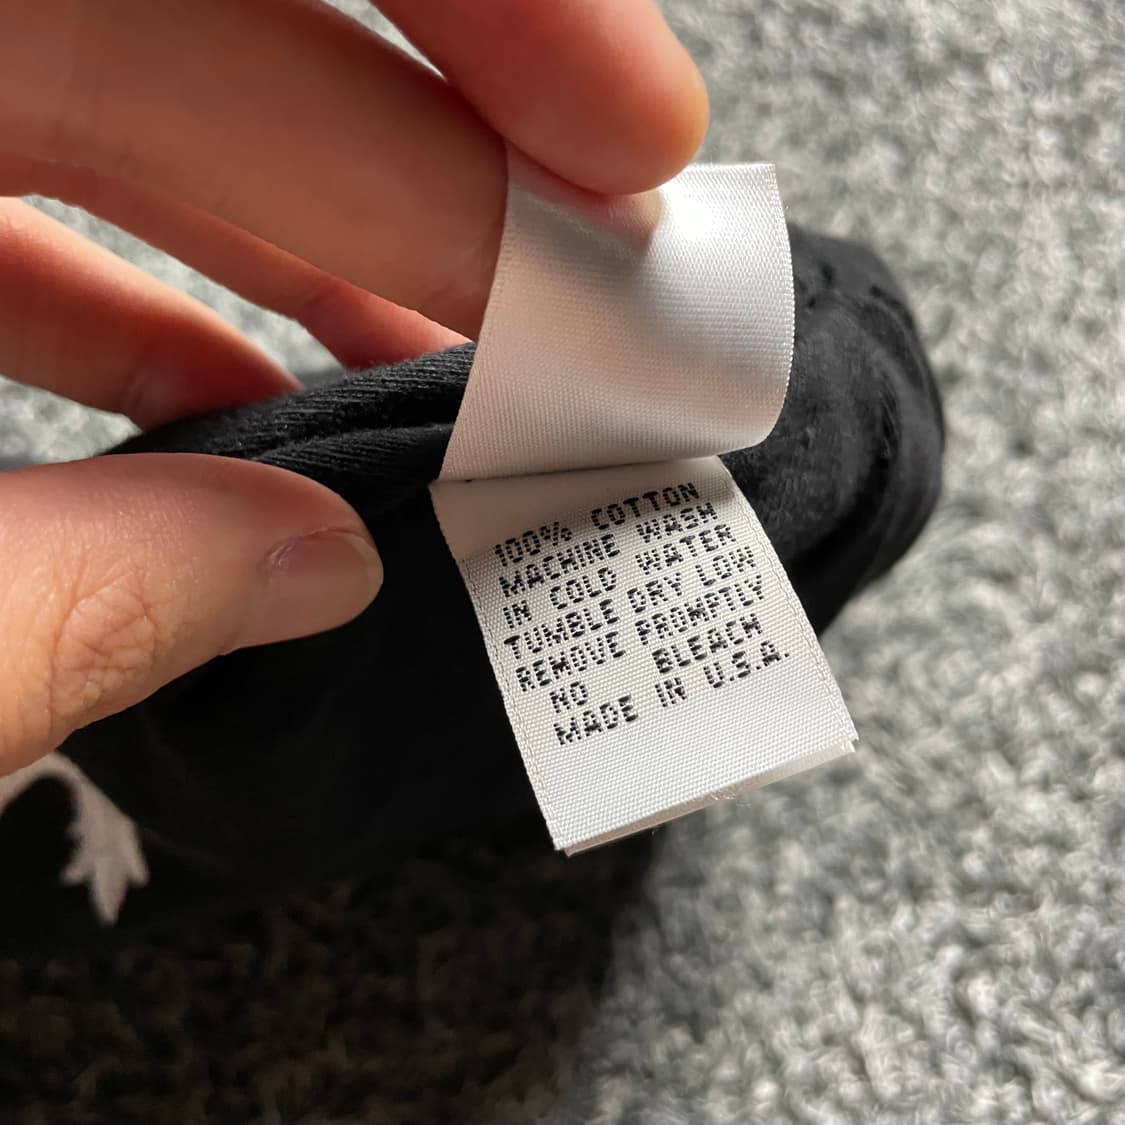 100% COTTON
MACHINE WASH
IN COLD WATER
TUMBLE DRY LOW
REMOVE PROMPTLY
NO BLEACH
MADE IN U.S.A.